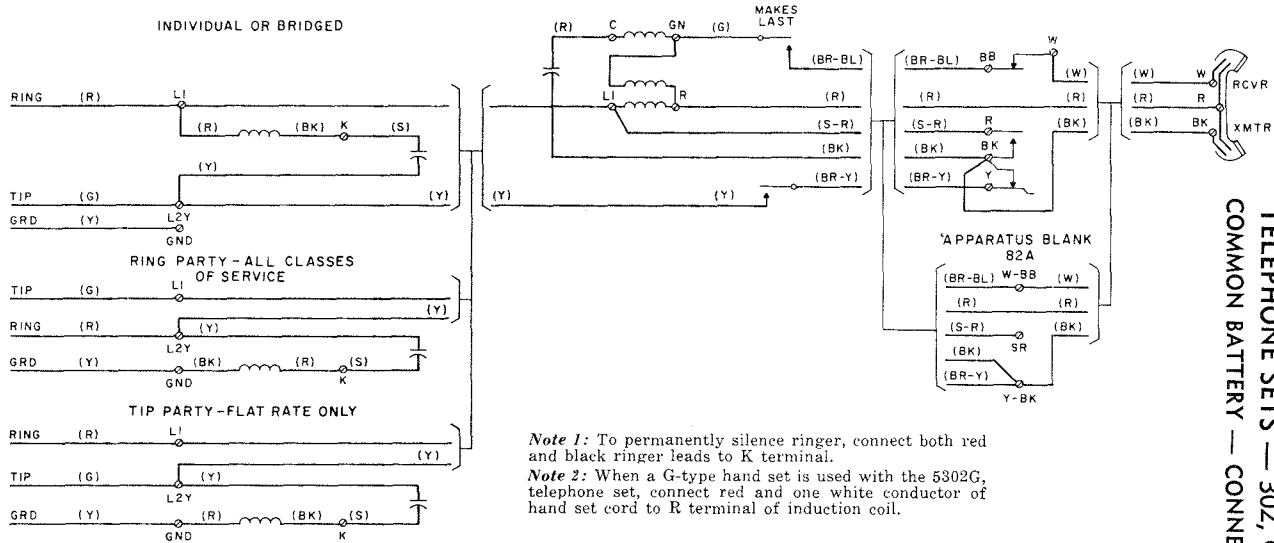 INDIVIDUAL OR BRIDGED
RING (R) L1
(R) (BK) K (S)
(Y)
TIP (G) (Y)
GRD (Y) L2Y
GND
RING PARTY-ALL CLASSES
OF SERVICE
TIP (G) L1
(Y)
RING (R) (Y)
L2Y
GRD (Y) (BK) (R) (S)
GND K
TIP PARTY-FLAT RATE ONLY
RING (R) L1
(Y)
TIP (G) (Y)
L2Y
GRD (Y) (R) (BK) (S)
GND K
MAKES
LAST
(R) C GN (G)
(BR-BL)
L1 R (R)
(S-R)
(BK)
(BR-Y)
(Y) (Y)
W
(BR-BL) BB (W)
(R) (R)
(S-R) R (BK)
(BK) BK
(BR-Y) Y
(W) W RCVR
(R) R
(BK) BK XMTR
APPARATUS BLANK
82A
(BR-BL) W-BB (W)
(R) (R)
(S-R) (BK)
SR
(BK)
(BR-Y)
Y-BK
Note 1: To permanently silence ringer, connect both red
and black ringer leads to K terminal.
Note 2: When a G-type hand set is used with the 5302G,
telephone set, connect red and one white conductor of
hand set cord to R terminal of induction coil.
TELEPHONE SETS — 302,
COMMON BATTERY — CONNE